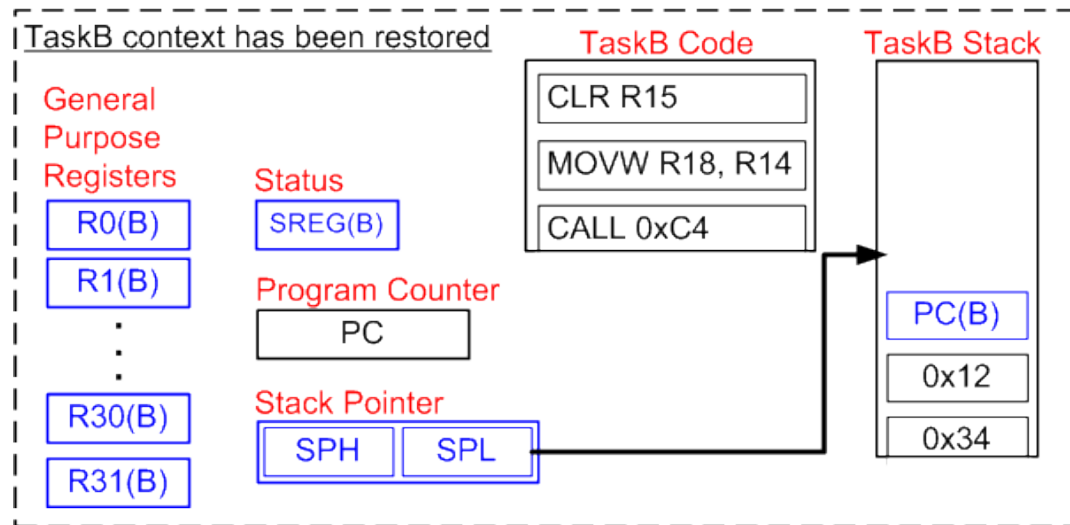 TaskB context has been restored
TaskB Code
TaskB Stack
General
Purpose
Registers
R0(B)
R1(B)
.
.
.
R30(B)
R31(B)
Status
SREG(B)
Program Counter
PC
Stack Pointer
SPH
SPL
CLR R15
MOVW R18, R14
CALL 0xC4
PC(B)
0x12
0x34